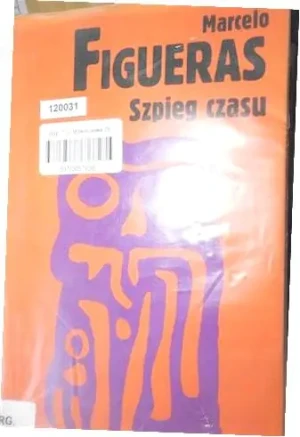 Marcelo
FIGUERAS
Szpieg czasu
120031
RG.